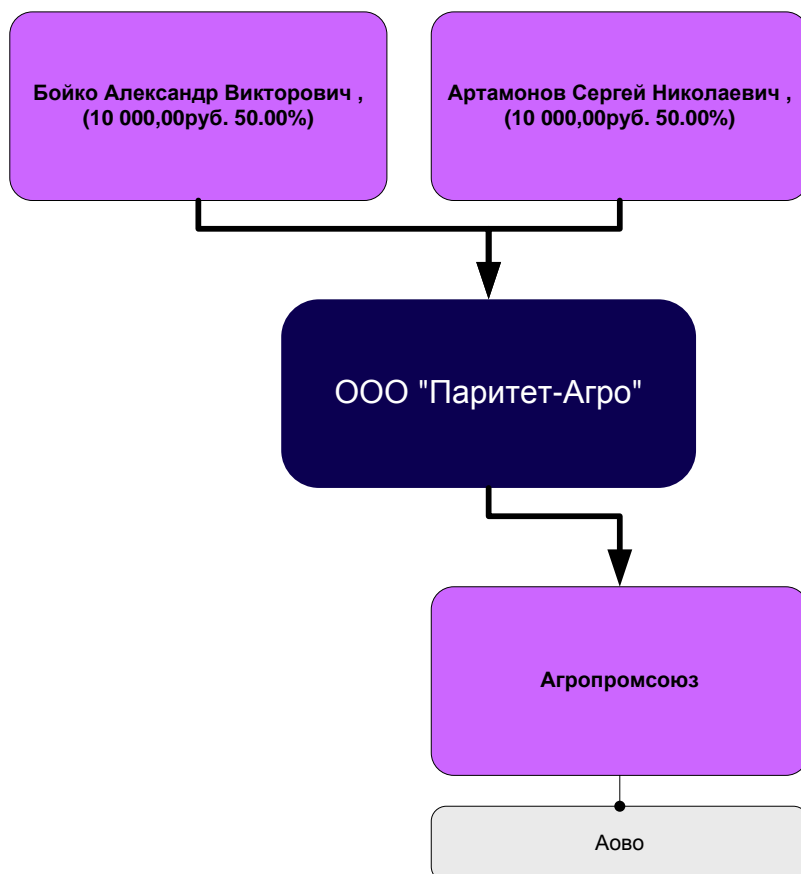 Бойко Александр Викторович ,
(10 000,00руб. 50.00%)
Артамонов Сергей Николаевич ,
(10 000,00руб. 50.00%)
ООО "Паритет-Агро"
Агропромсоюз
Аово